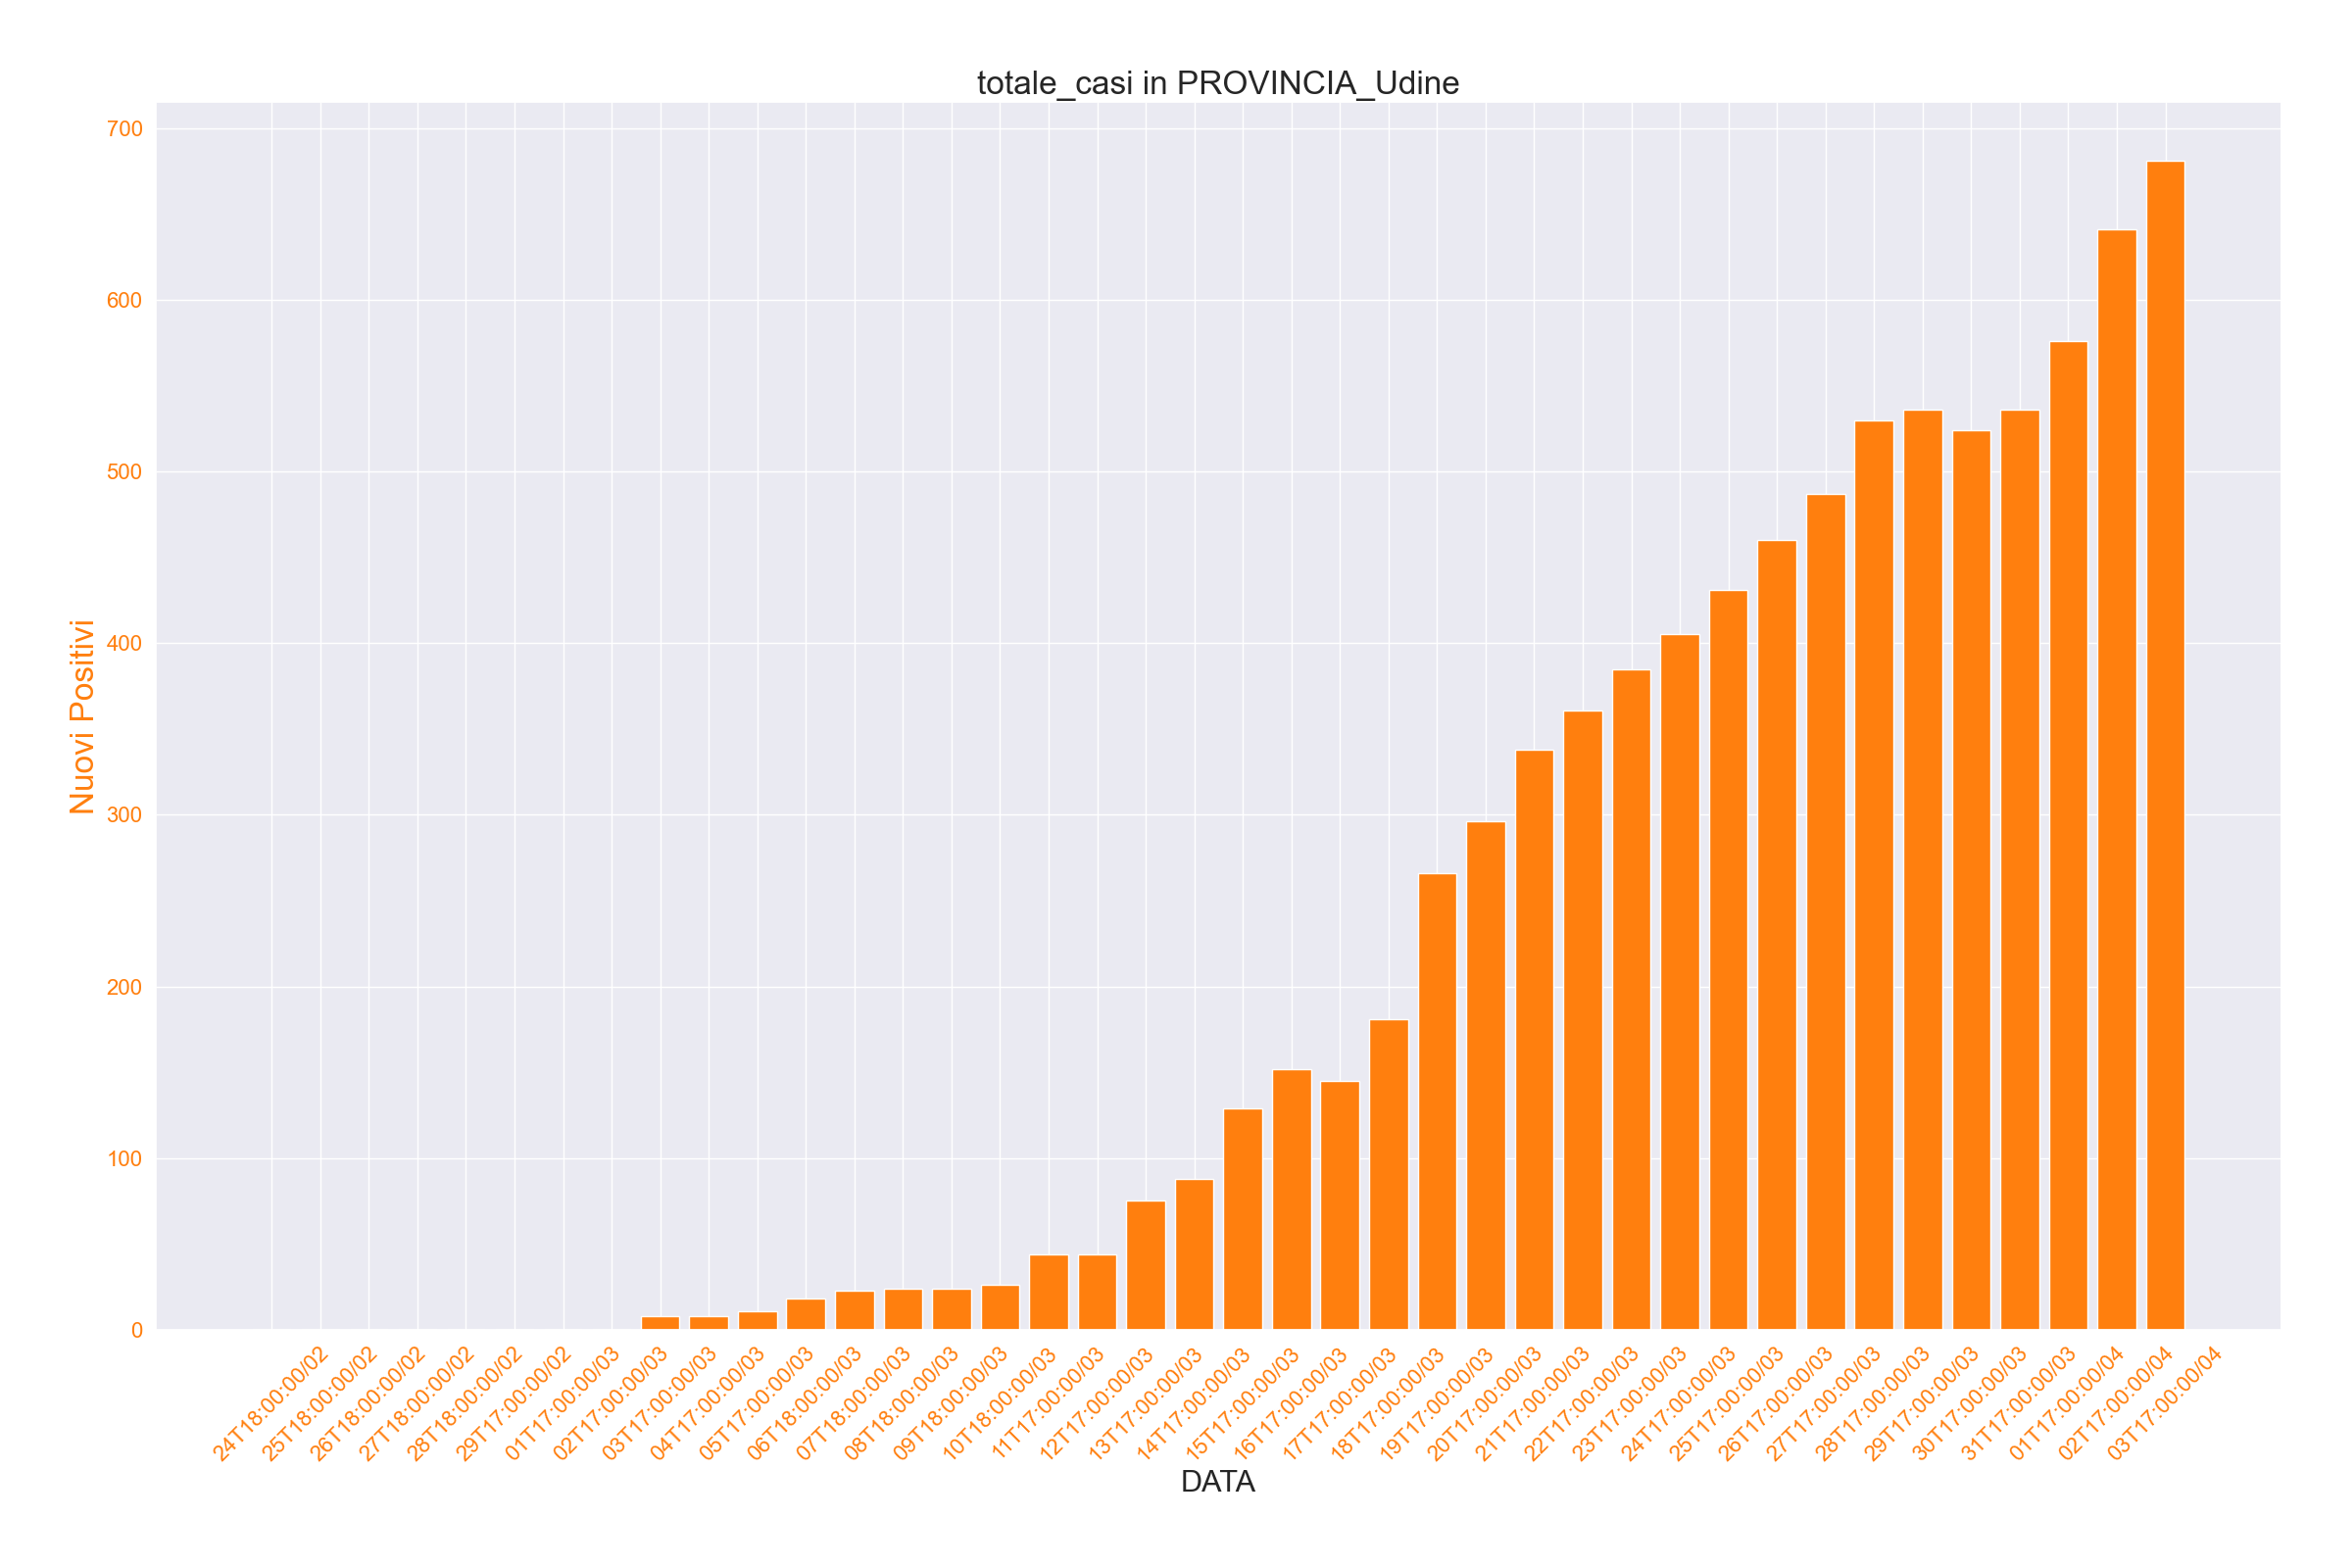 totale_casi in PROVINCIA_Udine
Nuovi Positivi
700
600
500
400
300
200
100
0
24T18:00:00/02
25T18:00:00/02
26T18:00:00/02
27T18:00:00/02
28T18:00:00/02
29T17:00:00/02
01T17:00:00/03
02T17:00:00/03
03T17:00:00/03
04T17:00:00/03
05T17:00:00/03
06T18:00:00/03
07T18:00:00/03
08T18:00:00/03
09T18:00:00/03
10T18:00:00/03
11T17:00:00/03
12T17:00:00/03
13T17:00:00/03
14T17:00:00/03
15T17:00:00/03
16T17:00:00/03
17T17:00:00/03
18T17:00:00/03
19T17:00:00/03
20T17:00:00/03
21T17:00:00/03
22T17:00:00/03
23T17:00:00/03
24T17:00:00/03
25T17:00:00/03
26T17:00:00/03
27T17:00:00/03
28T17:00:00/03
29T17:00:00/03
30T17:00:00/03
31T17:00:00/03
01T17:00:00/04
02T17:00:00/04
03T17:00:00/04
DATA